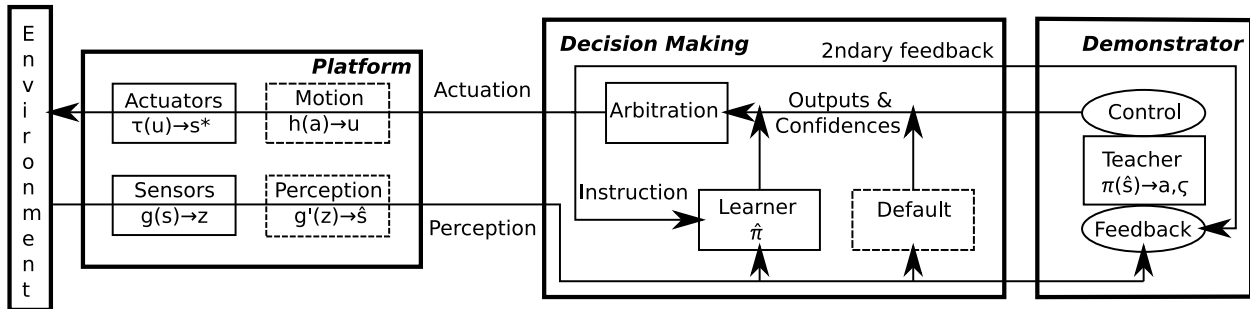 Environment
Platform
Actuators
τ(u)→s*
Motion
h(a)→u
Sensors
g(s)→z
Perception
g'(z)→ŝ
Actuation
Perception
Decision Making
2ndary feedback
Arbitration
Outputs &
Confidences
Instruction
Learner
π̂
Default
Demonstrator
Control
Teacher
π(ŝ)→a,ς
Feedback